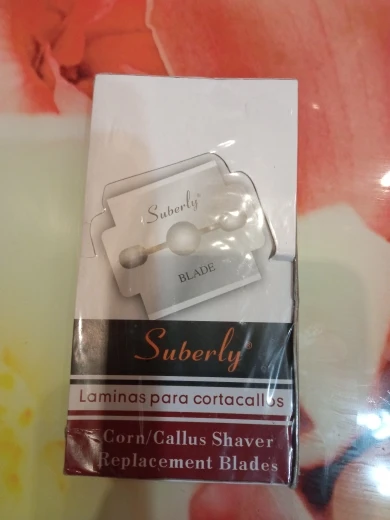 Suberly®
BLADE
Suberly®
Laminas para cortacallos
Corn/Callus Shaver
Replacement Blades